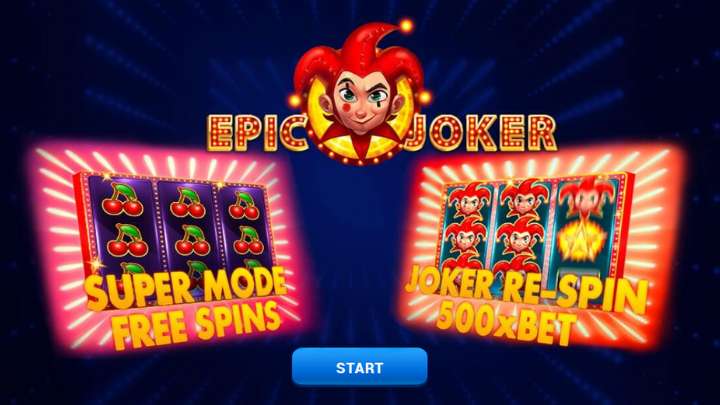 EPIC JOKER
SUPER MODE
FREE SPINS
JOKER RE-SPIN
500xBET
START